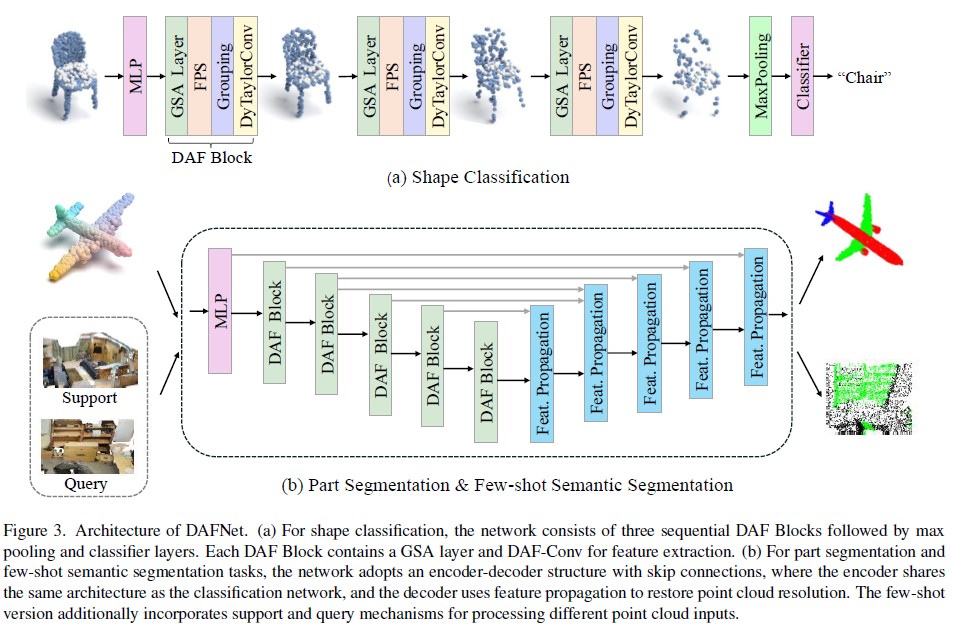 MLP
GSA Layer
FPS
Grouping
DyTaylorConv
GSA Layer
FPS
Grouping
DyTaylorConv
GSA Layer
FPS
Grouping
DyTaylorConv
MaxPooling
Classifier
“Chair”
DAF Block
(a) Shape Classification
MLP
DAF Block
DAF Block
DAF Block
DAF Block
DAF Block
Feat. Propagation
Feat. Propagation
Feat. Propagation
Feat. Propagation
Feat. Propagation
Support
Query
(b) Part Segmentation & Few-shot Semantic Segmentation
Figure 3. Architecture of DAFNet. (a) For shape classification, the network consists of three sequential DAF Blocks followed by max
pooling and classifier layers. Each DAF Block contains a GSA layer and DAF-Conv for feature extraction. (b) For part segmentation and
few-shot semantic segmentation tasks, the network adopts an encoder-decoder structure with skip connections, where the encoder shares
the same architecture as the classification network, and the decoder uses feature propagation to restore point cloud resolution. The few-shot
version additionally incorporates support and query mechanisms for processing different point cloud inputs.